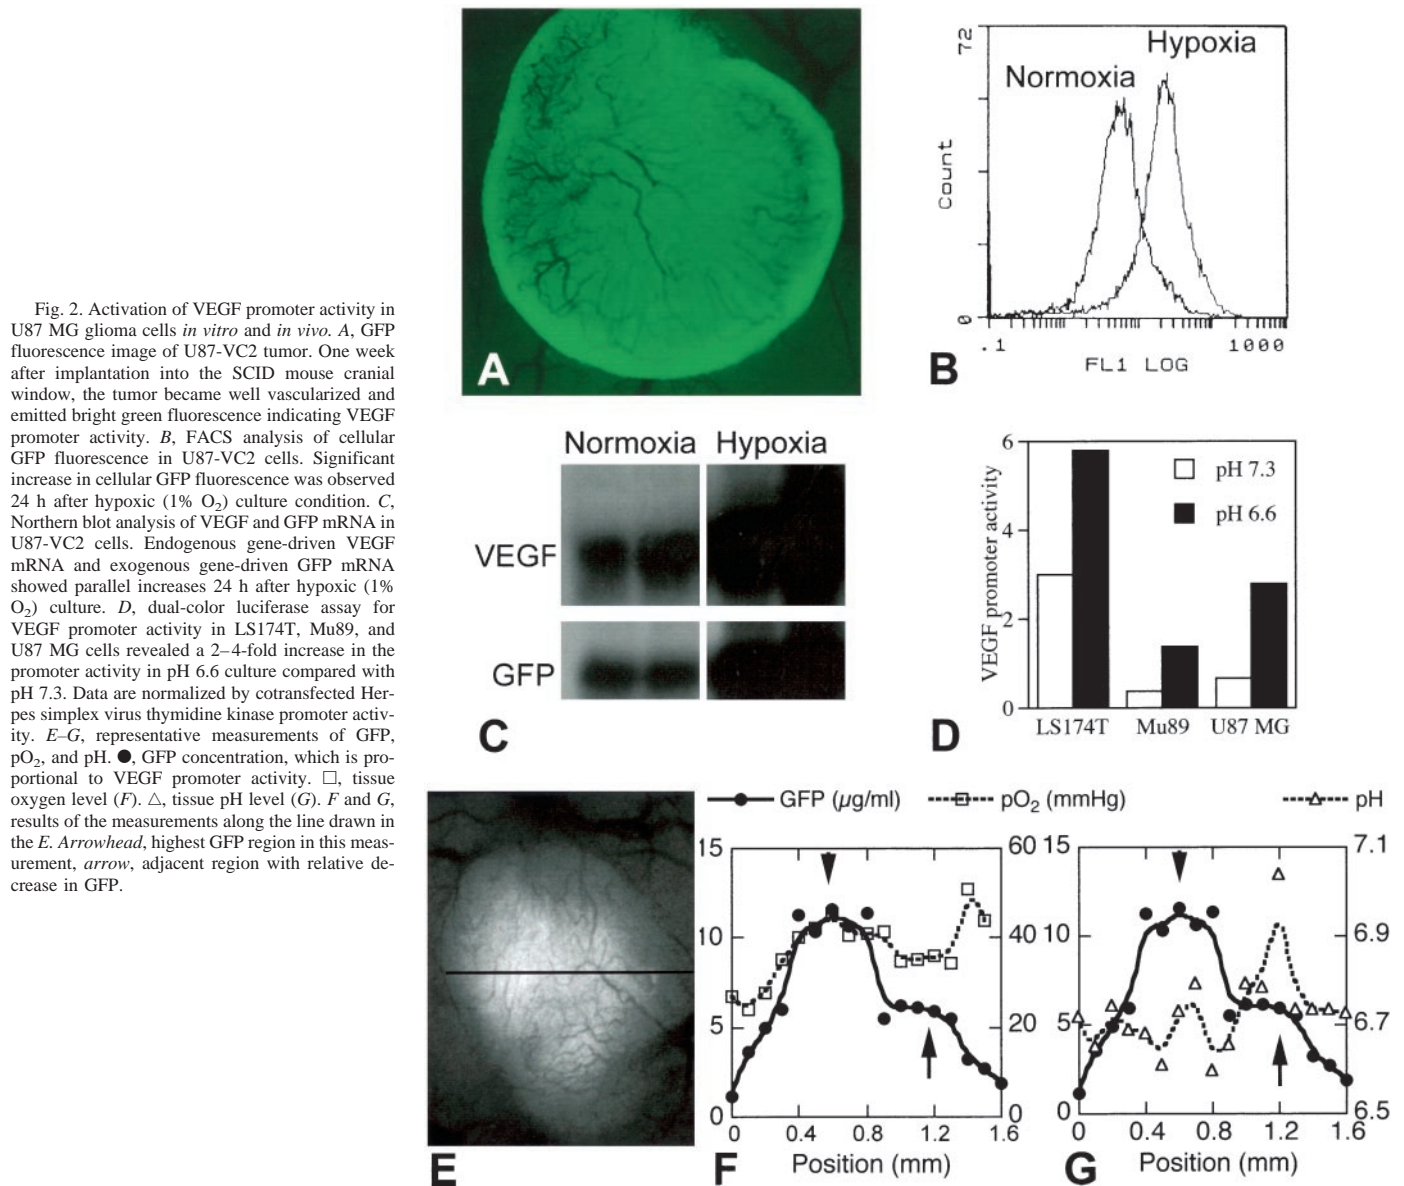 Fig. 2. Activation of VEGF promoter activity in
U87 MG glioma cells in vitro and in vivo. A, GFP
fluorescence image of U87-VC2 tumor. One week
after implantation into the SCID mouse cranial
window, the tumor became well vascularized and
emitted bright green fluorescence indicating VEGF
promoter activity. B, FACS analysis of cellular
GFP fluorescence in U87-VC2 cells. Significant
increase in cellular GFP fluorescence was observed
24 h after hypoxic (1% O2) culture condition. C,
Northern blot analysis of VEGF and GFP mRNA in
U87-VC2 cells. Endogenous gene-driven VEGF
mRNA and exogenous gene-driven GFP mRNA
showed parallel increases 24 h after hypoxic (1%
O2) culture. D, dual-color luciferase assay for
VEGF promoter activity in LS174T, Mu89, and
U87 MG cells revealed a 2–4-fold increase in the
promoter activity in pH 6.6 culture compared with
pH 7.3. Data are normalized by cotransfected Her-
pes simplex virus thymidine kinase promoter activ-
ity. E–G, representative measurements of GFP,
pO2, and pH. ●, GFP concentration, which is pro-
portional to VEGF promoter activity. □, tissue
oxygen level (F). △, tissue pH level (G). F and G,
results of the measurements along the line drawn in
the E. Arrowhead, highest GFP region in this meas-
urement, arrow, adjacent region with relative de-
crease in GFP.
A
72
Hypoxia
Normoxia
Count
0
.1 1000
FL1 LOG
B
Normoxia Hypoxia
VEGF
GFP
C
6
4
2
0
VEGF promoter activity
pH 7.3
pH 6.6
LS174T Mu89 U87 MG
D
GFP (µg/ml) pO2 (mmHg) pH
E
15 60
10 40
5 20
0 0
0 0.4 0.8 1.2 1.6
Position (mm)
F
15 7.1
10 6.9
5 6.7
0 6.5
0 0.4 0.8 1.2 1.6
Position (mm)
G